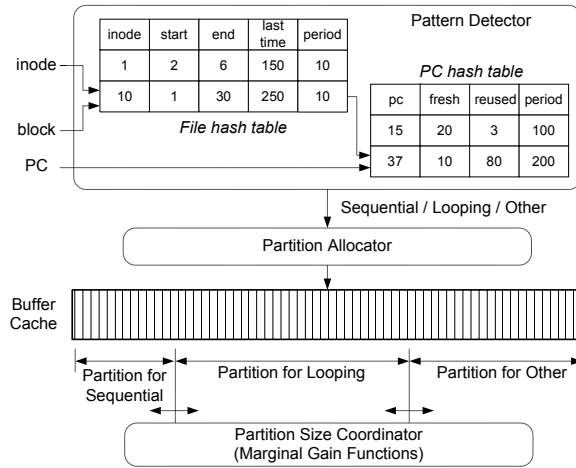 Pattern Detector
inode start end last time period
1 2 6 150 10
10 1 30 250 10
File hash table
inode
block
PC
PC hash table
pc fresh reused period
15 20 3 100
37 10 80 200
Sequential / Looping / Other
Partition Allocator
Buffer
Cache
Partition for
Sequential
Partition for Looping
Partition for Other
Partition Size Coordinator
(Marginal Gain Functions)